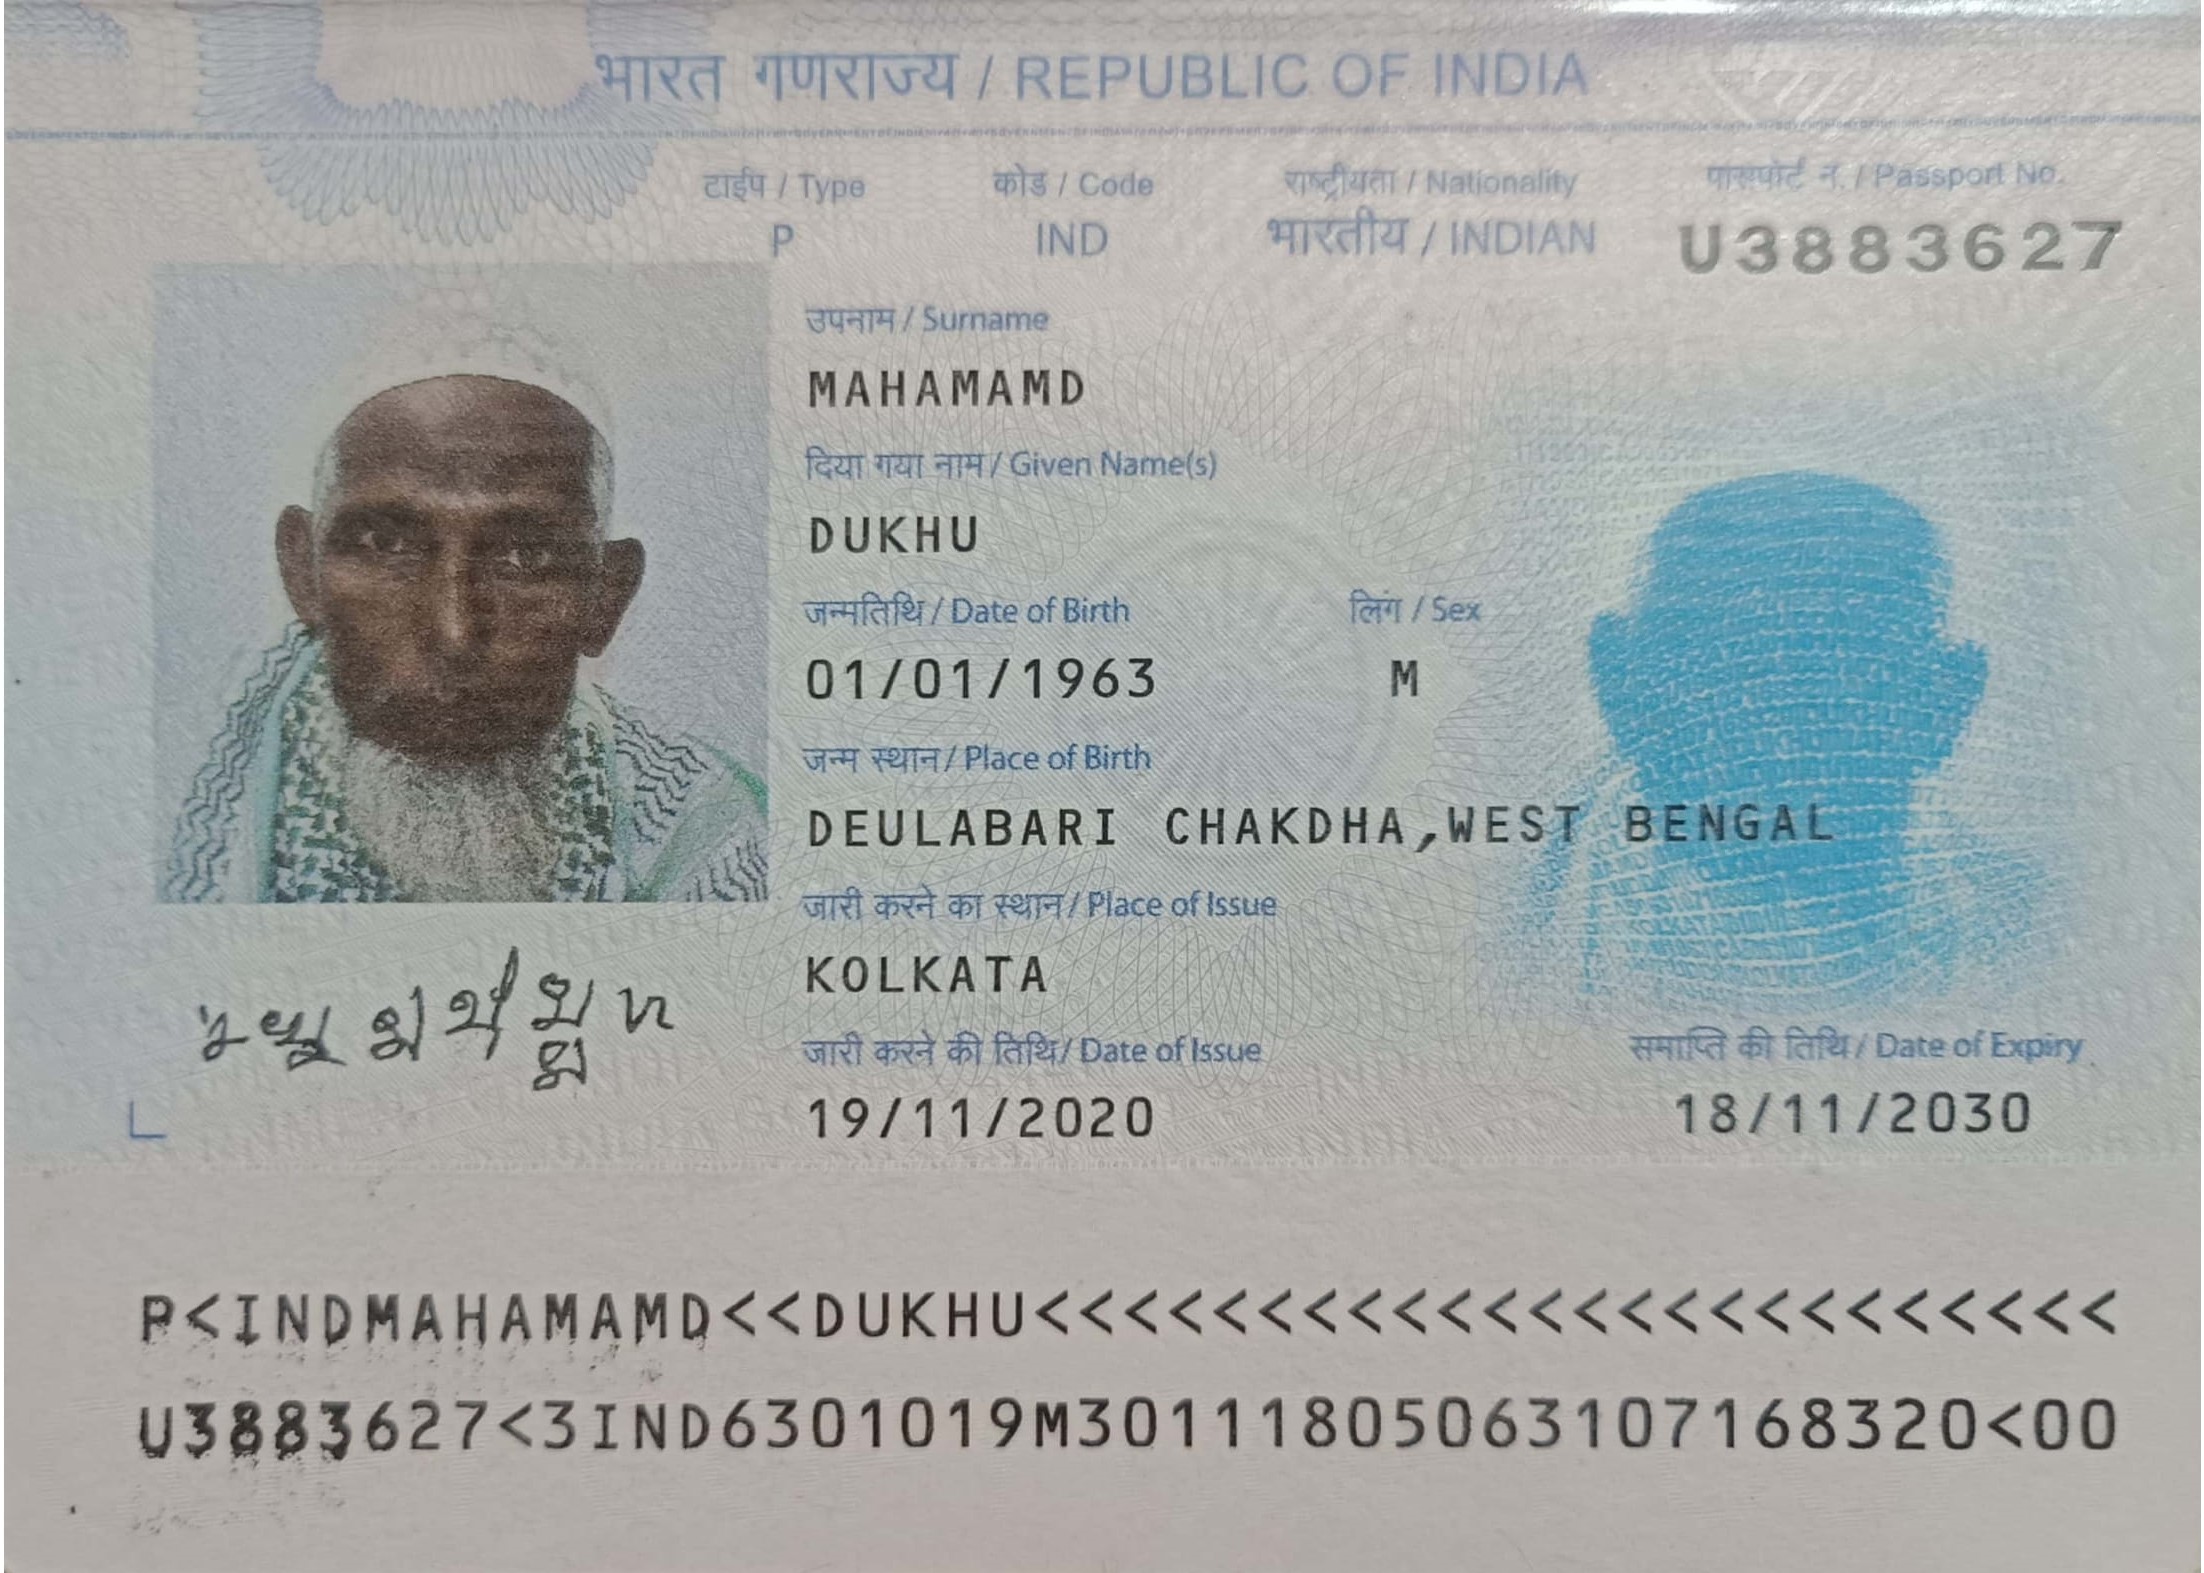 भारत गणराज्य / REPUBLIC OF INDIA
टाईप / Type कोड / Code राष्ट्रीयता / Nationality पासपोर्ट न. / Passport No.
P IND भारतीय / INDIAN U3883627
उपनाम / Surname
MAHAMAMD
दिया गया नाम / Given Name(s)
DUKHU
जन्मतिथि / Date of Birth लिंग / Sex
01/01/1963 M
जन्म स्थान / Place of Birth
DEULABARI CHAKDHA,WEST BENGAL
जारी करने का स्थान / Place of Issue
KOLKATA
जारी करने की तिथि / Date of Issue समाप्ति की तिथि / Date of Expiry
19/11/2020 18/11/2030
L
P<INDMAHAMAMD<<DUKHU<<<<<<<<<<<<<<<<<<<<<<<<
U3883627<3IND6301019M30111805063107168320<00